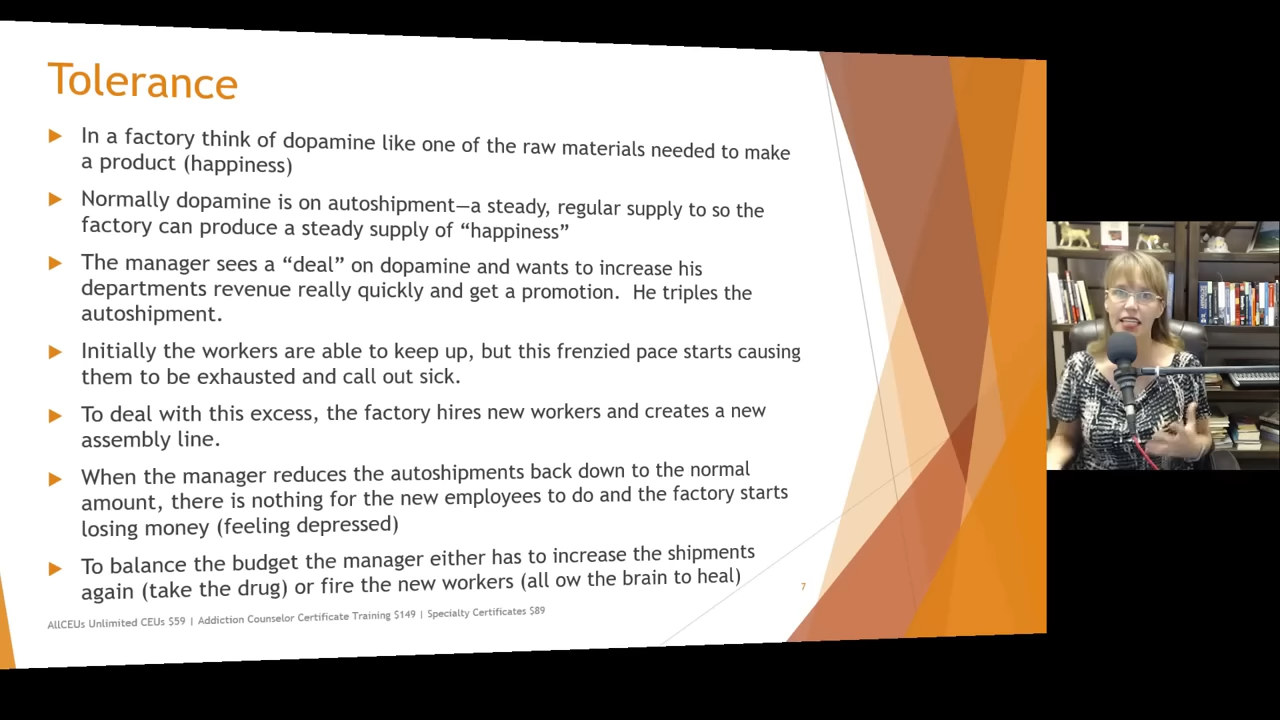 Tolerance
In a factory think of dopamine like one of the raw materials needed to make
a product (happiness)
Normally dopamine is on autoshipment—a steady, regular supply to so the
factory can produce a steady supply of “happiness”
The manager sees a “deal” on dopamine and wants to increase his
departments revenue really quickly and get a promotion. He triples the
autoshipment.
Initially the workers are able to keep up, but this frenzied pace starts causing
them to be exhausted and call out sick.
To deal with this excess, the factory hires new workers and creates a new
assembly line.
When the manager reduces the autoshipments back down to the normal
amount, there is nothing for the new employees to do and the factory starts
losing money (feeling depressed)
To balance the budget the manager either has to increase the shipments
again (take the drug) or fire the new workers (all ow the brain to heal)
7
AllCEUs Unlimited CEUs $59 | Addiction Counselor Certificate Training $149 | Specialty Certificates $89